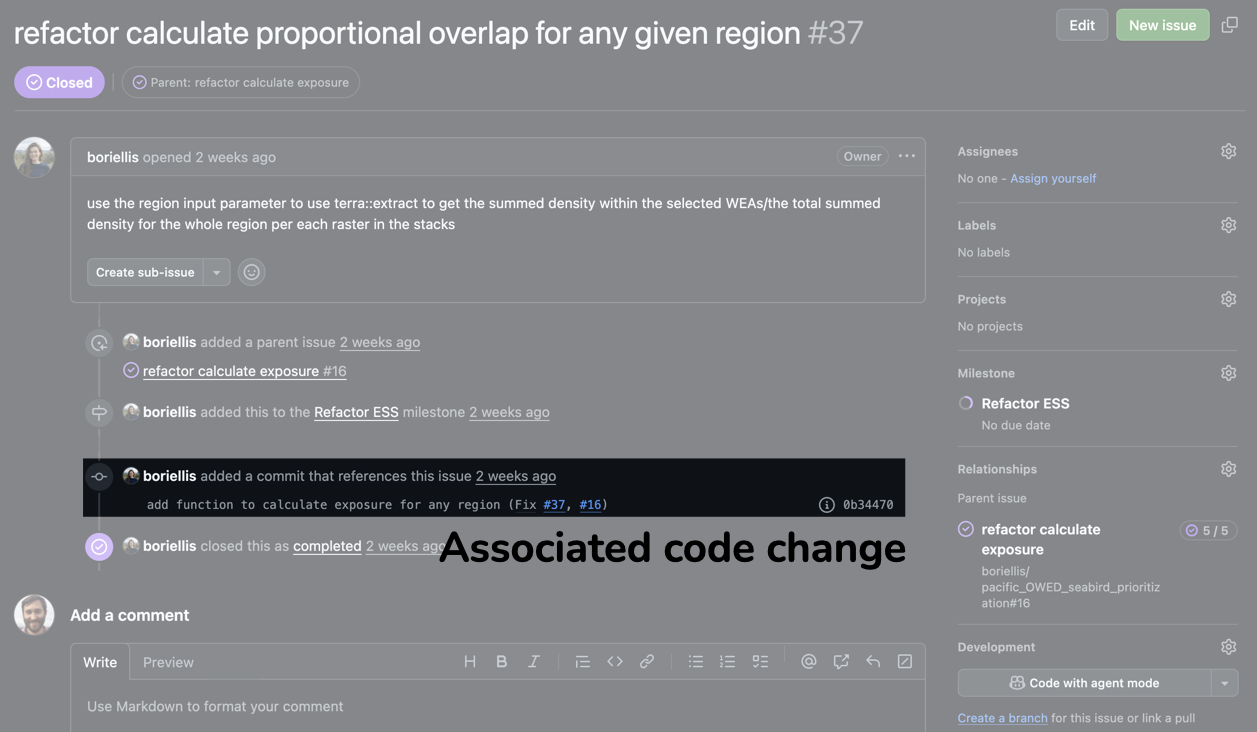 refactor calculate proportional overlap for any given region #37
Edit
New issue
Closed
Parent: refactor calculate exposure
boriellis opened 2 weeks ago
Owner
use the region input parameter to use terra::extract to get the summed density within the selected WEAs/the total summed
density for the whole region per each raster in the stacks
Create sub-issue
boriellis added a parent issue 2 weeks ago
refactor calculate exposure #16
boriellis added this to the Refactor ESS milestone 2 weeks ago
boriellis added a commit that references this issue 2 weeks ago
add function to calculate exposure for any region (Fix #37, #16)
0b34470
boriellis closed this as completed 2 weeks ago
Associated code change
Add a comment
Write
Preview
H B I
Use Markdown to format your comment
Assignees
No one - Assign yourself
Labels
No labels
Projects
No projects
Milestone
Refactor ESS
No due date
Relationships
Parent issue
refactor calculate
exposure
5 / 5
boriellis/
pacific_OWED_seabird_prioritiz
ation#16
Development
Code with agent mode
Create a branch for this issue or link a pull